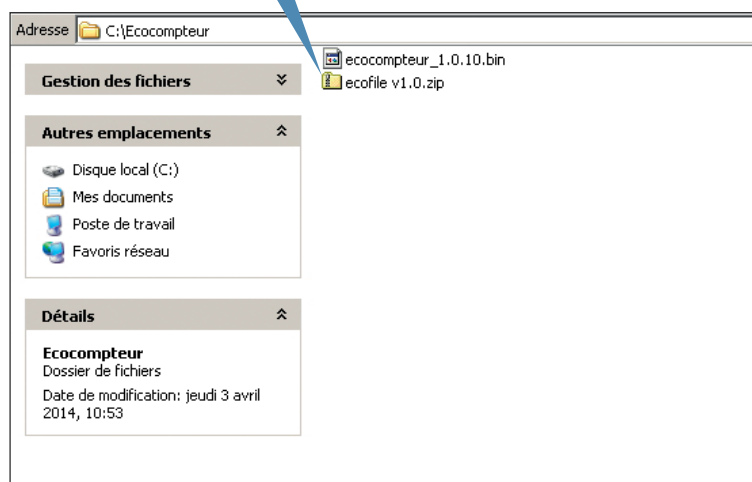 Adresse C:\Ecocompteur
Gestion des fichiers
Autres emplacements
Disque local (C:)
Mes documents
Poste de travail
Favoris réseau
Détails
Ecocompteur
Dossier de fichiers
Date de modification: jeudi 3 avril
2014, 10:53
ecocompteur_1.0.10.bin
ecofile v1.0.zip